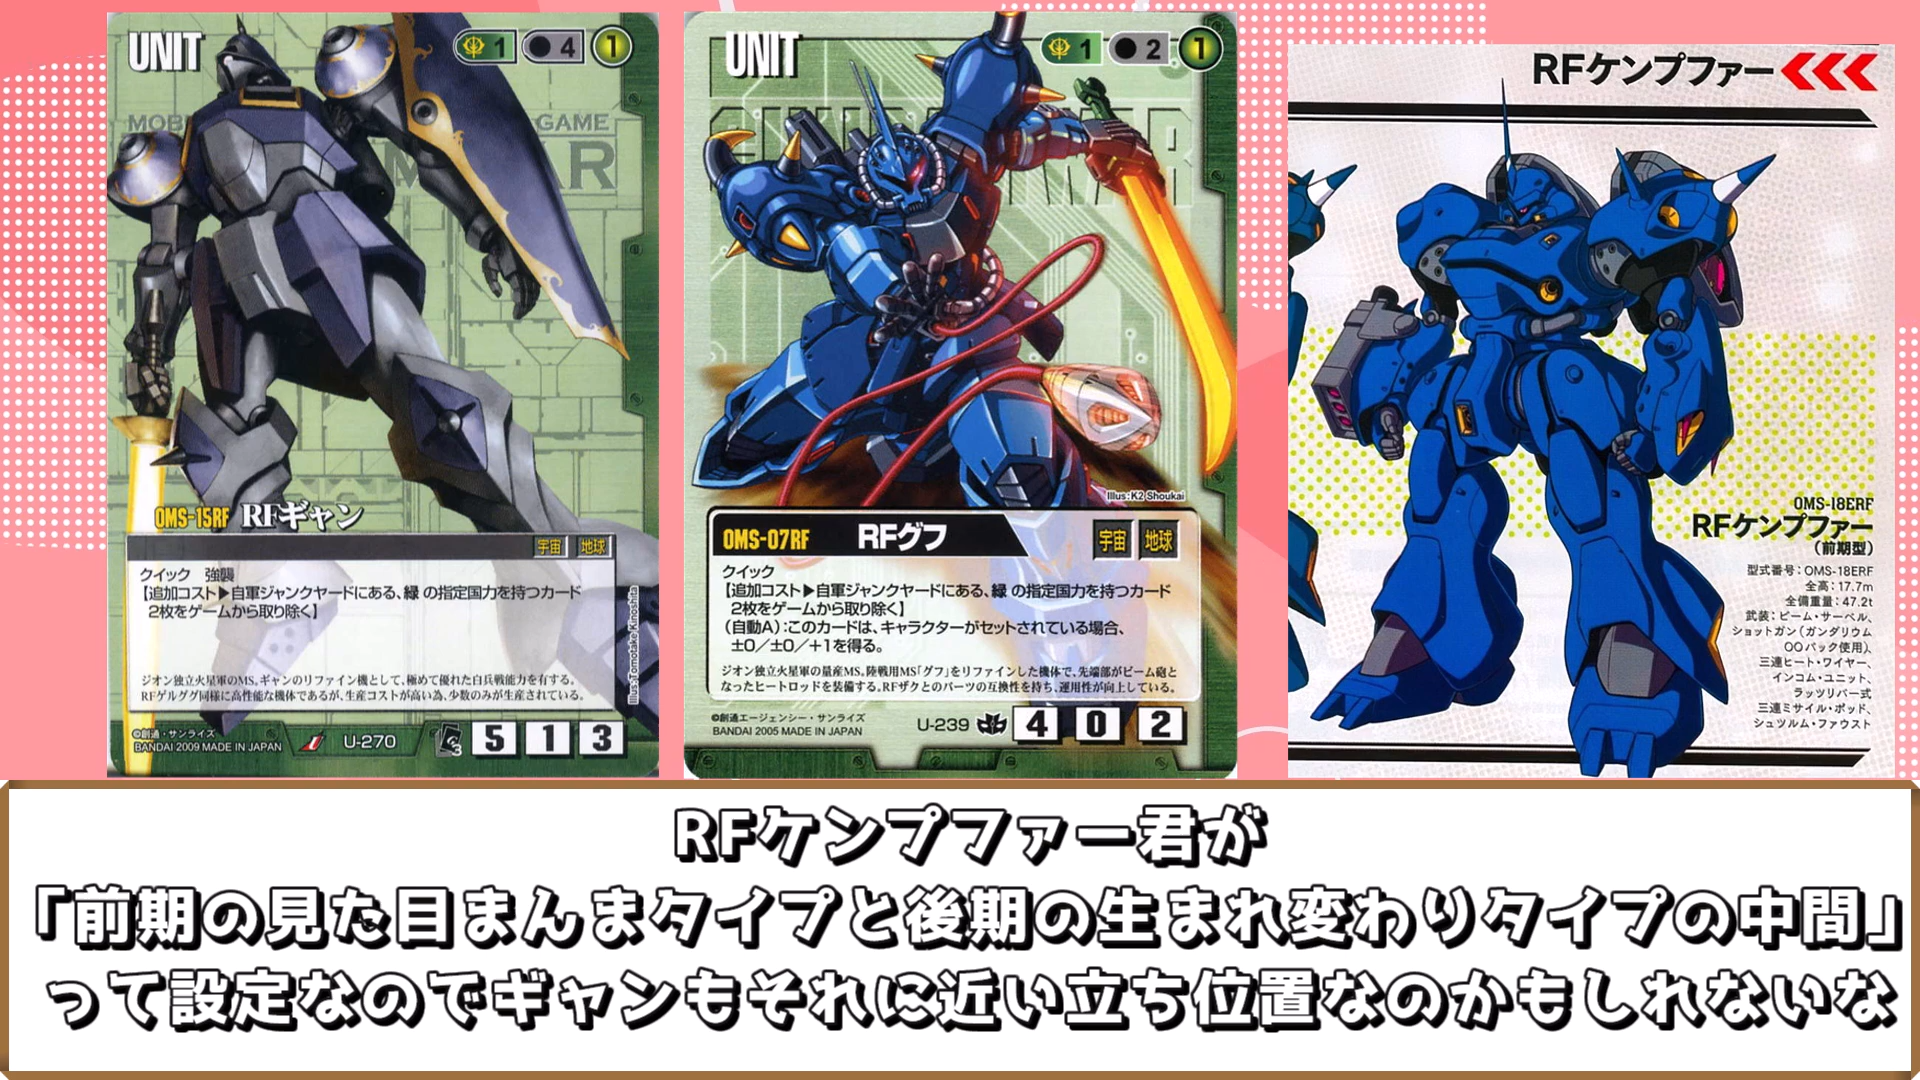 UNIT
1
4
1
MOBI
GAME
OMS-15RF RFギャン
宇宙 地球
クイック 強襲
【追加コスト▶自軍ジャンクヤードにある、緑 の指定国力を持つカード
2枚をゲームから取り除く】
ジオン独立火星軍のMS。ギャンのリファイン機として、極めて優れた白兵戦能力を有する。
RFゲルググ同様に高性能な機体であるが、生産コストが高い為、少数のみが生産されている。
Illus:Tomotake Kinoshita
©創通・サンライズ
BANDAI 2009 MADE IN JAPAN
U-270
3
5 1 3
UNIT
1
2
1
Illus:K2 Shoukai
OMS-07RF RFグフ
宇宙 地球
クイック
【追加コスト▶自軍ジャンクヤードにある、緑 の指定国力を持つカード
2枚をゲームから取り除く】
(自動A):このカードは、キャラクターがセットされている場合、
±0/±0/+1を得る。
ジオン独立火星軍の量産MS。陸戦用MS「グフ」をリファインした機体で、先端部がビーム砲と
なったヒートロッドを装備する。RFザクとのパーツの互換性を持ち、運用性が向上している。
©創通エージェンシー・サンライズ
BANDAI 2005 MADE IN JAPAN
U-239
4 0 2
RFケンプファー
OMS-18ERF
RFケンプファー
(前期型)
型式番号:OMS-18ERF
全高:17.7m
全備重量:47.2t
武装:ビーム・サーベル、
ショットガン(ガンダリウム
OOバック使用)、
三連ヒート・ワイヤー、
インコム・ユニット、
ラッツリバー式
三連ミサイル・ポッド、
シュツルム・ファウスト
RFケンプファー君が
「前期の見た目まんまタイプと後期の生まれ変わりタイプの中間」
って設定なのでギャンもそれに近い立ち位置なのかもしれないな